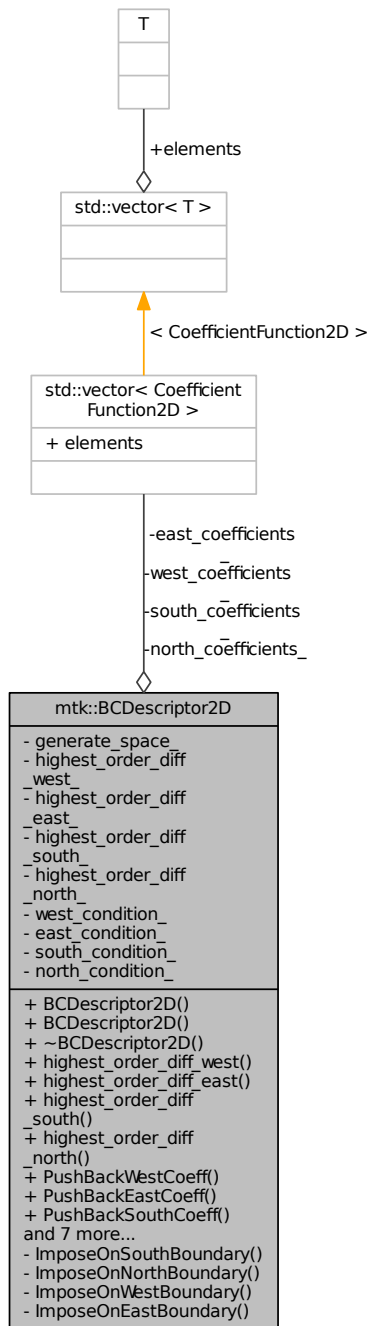 T
+elements
std::vector< T >
< CoefficientFunction2D >
std::vector< Coefficient
Function2D >
+ elements
-east_coefficients
_
-west_coefficients
_
-south_coefficients
_
-north_coefficients_
mtk::BCDescriptor2D
- generate_space_
- highest_order_diff
_west_
- highest_order_diff
_east_
- highest_order_diff
_south_
- highest_order_diff
_north_
- west_condition_
- east_condition_
- south_condition_
- north_condition_
+ BCDescriptor2D()
+ BCDescriptor2D()
+ ~BCDescriptor2D()
+ highest_order_diff_west()
+ highest_order_diff_east()
+ highest_order_diff
_south()
+ highest_order_diff
_north()
+ PushBackWestCoeff()
+ PushBackEastCoeff()
+ PushBackSouthCoeff()
and 7 more...
- ImposeOnSouthBoundary()
- ImposeOnNorthBoundary()
- ImposeOnWestBoundary()
- ImposeOnEastBoundary()